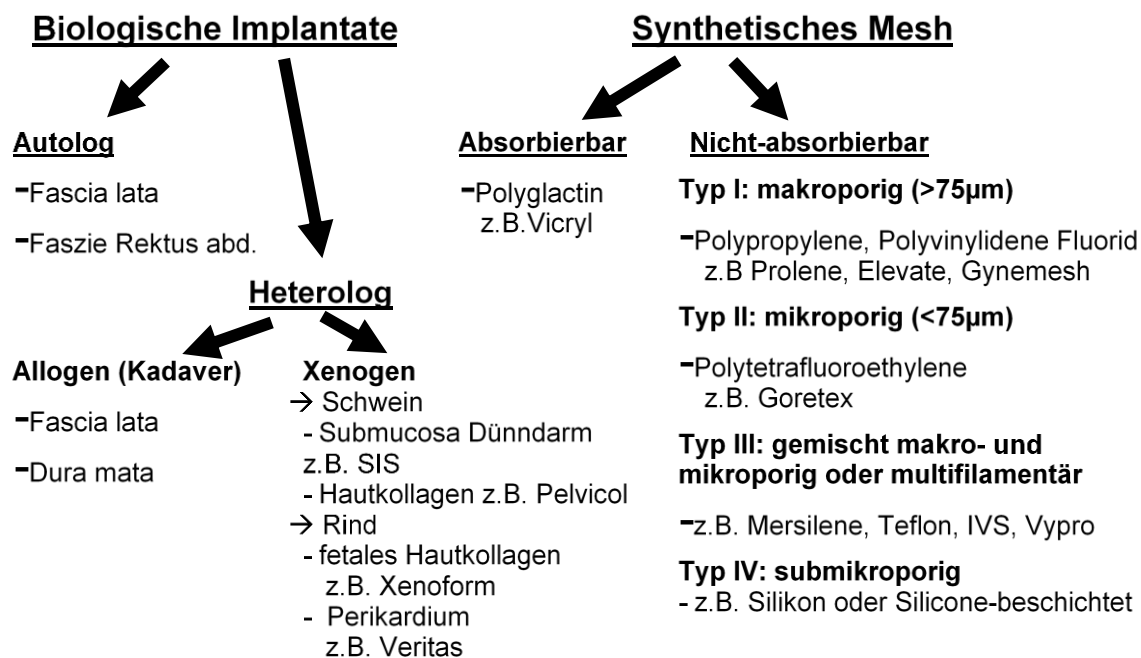 Biologische Implantate
Autolog
-Fascia lata
-Faszie Rektus abd.
Heterolog
Allogen (Kadaver)
-Fascia lata
-Dura mata
Xenogen
→ Schwein
- Submucosa Dünndarm
z.B. SIS
- Hautkollagen z.B. Pelvicol
→ Rind
- fetales Hautkollagen
z.B. Xenoform
- Perikardium
z.B. Veritas
Synthetisches Mesh
Absorbierbar
-Polyglactin
z.B.Vicryl
Nicht-absorbierbar
Typ I: makroporig (>75µm)
-Polypropylene, Polyvinylidene Fluorid
z.B Prolene, Elevate, Gynemesh
Typ II: mikroporig (<75µm)
-Polytetrafluoroethylene
z.B. Goretex
Typ III: gemischt makro- und
mikroporig oder multifilamentär
-z.B. Mersilene, Teflon, IVS, Vypro
Typ IV: submikroporig
- z.B. Silikon oder Silicone-beschichtet